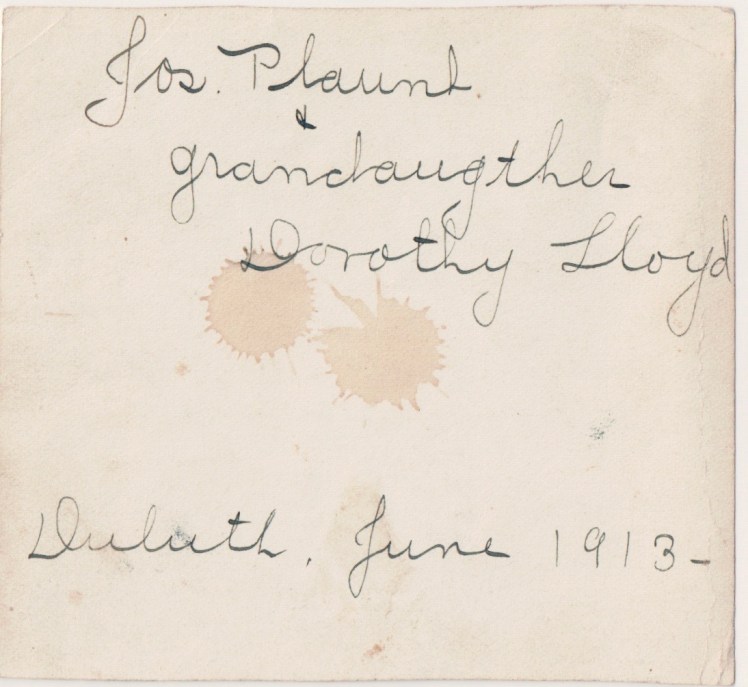 Jos. Plaunt.
&
grandaugther
Dorothy Lloyd
Duluth, June 1913-